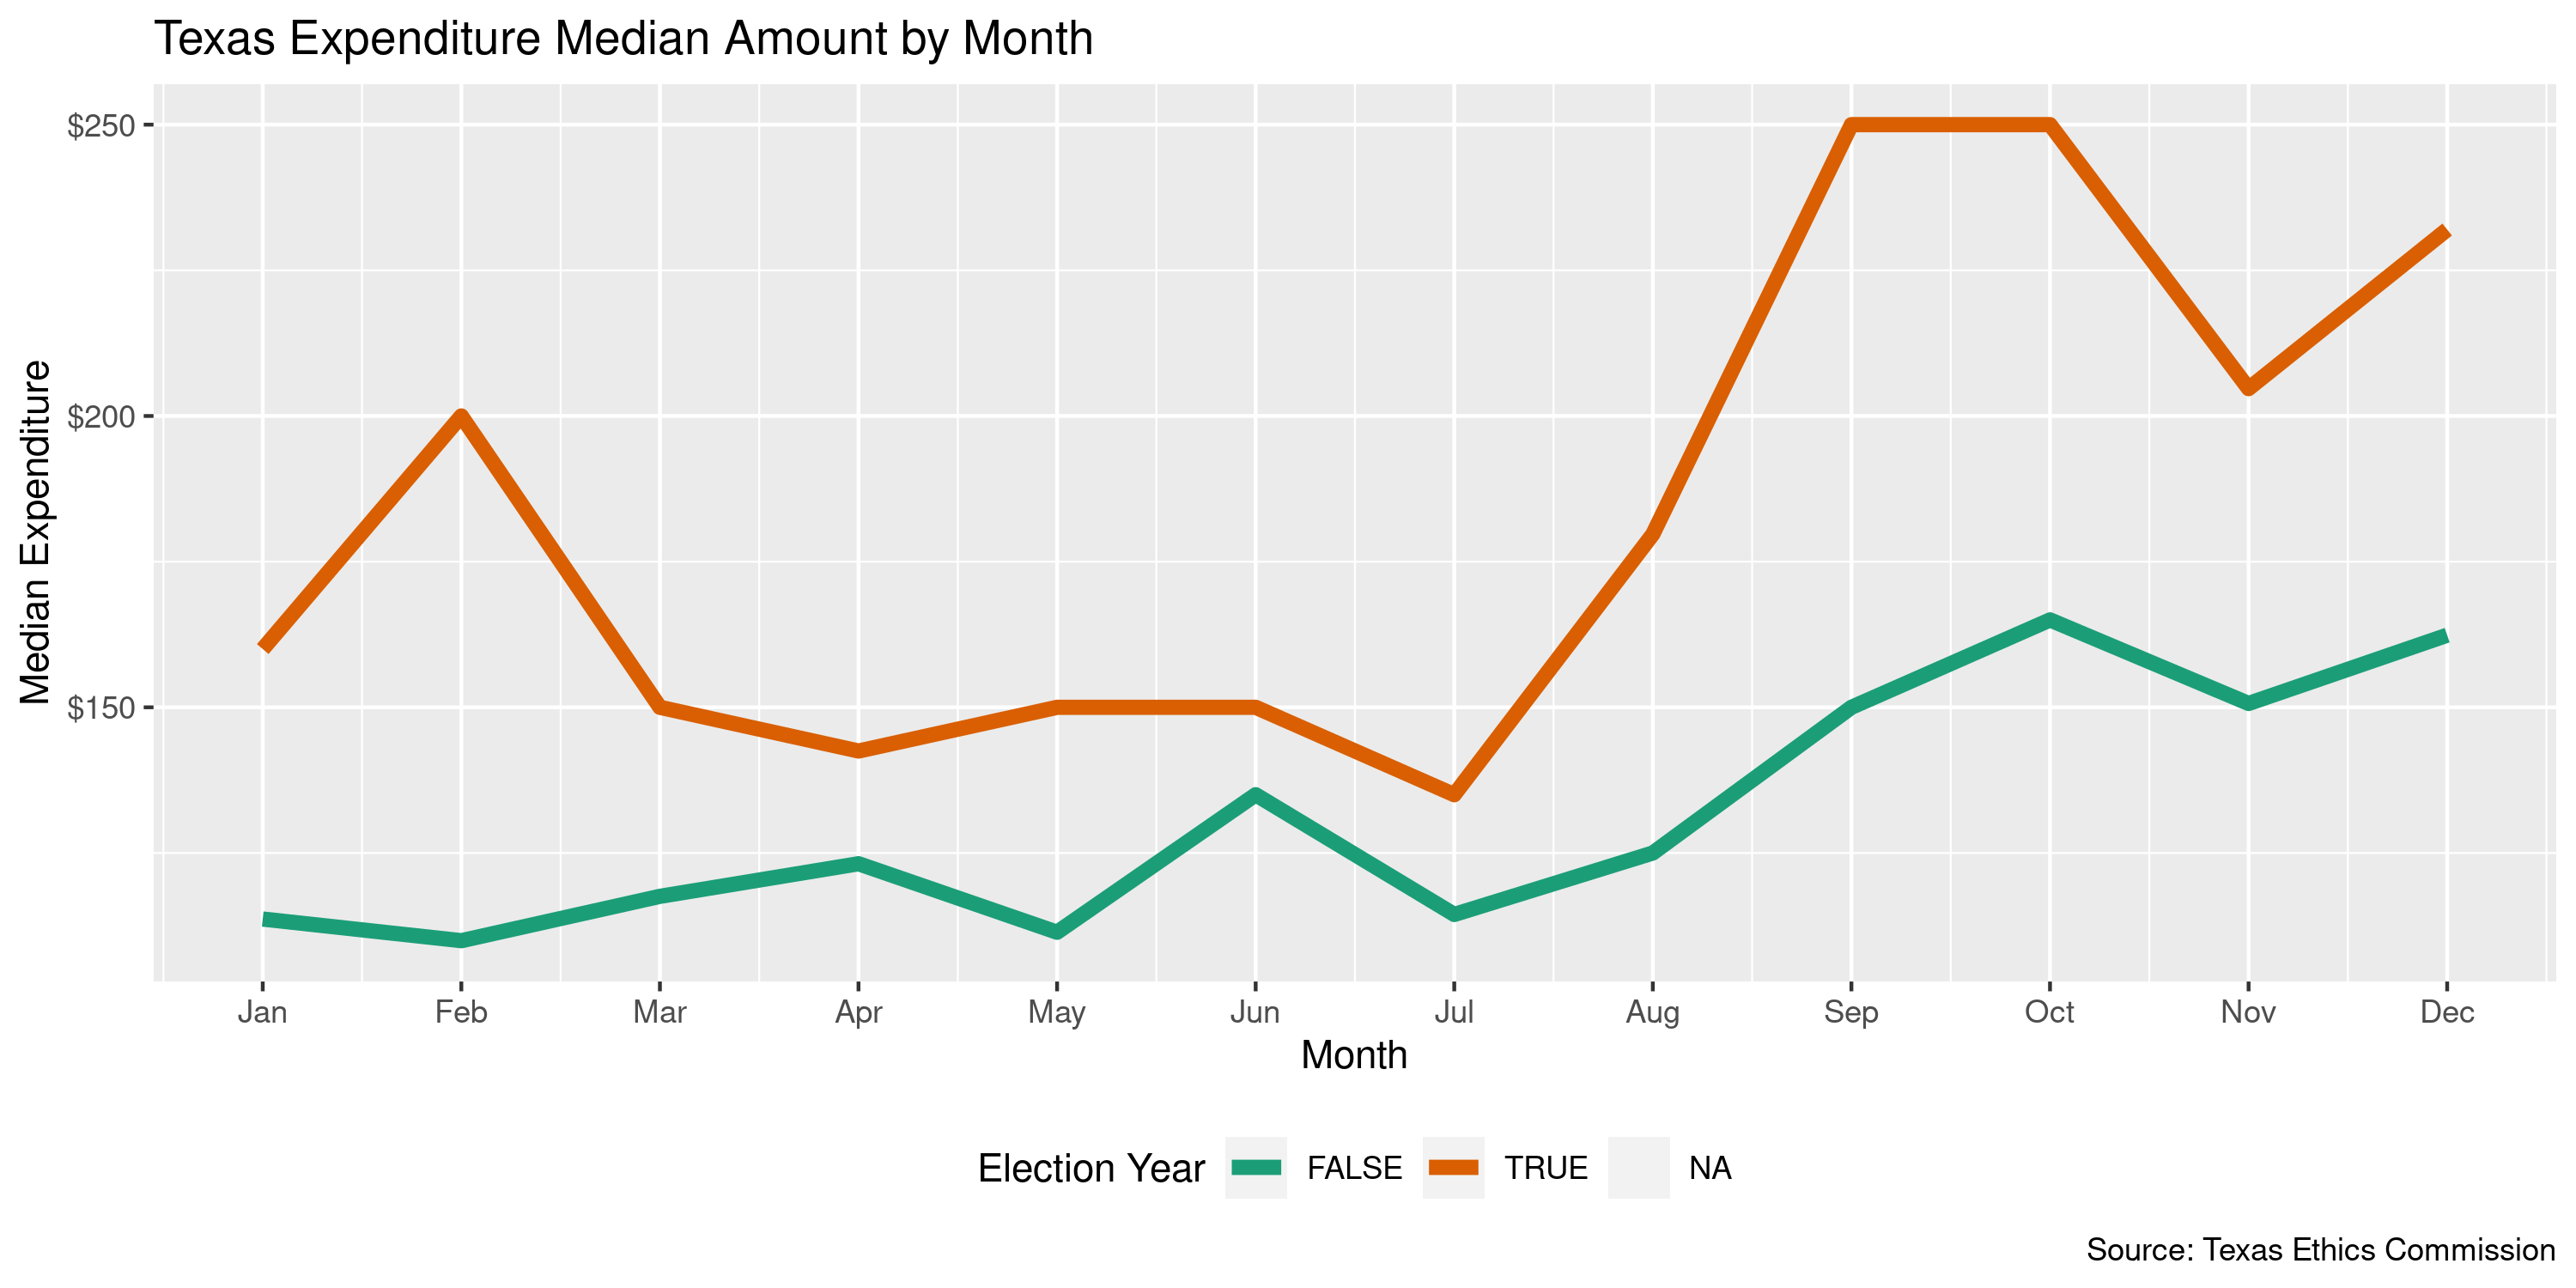 Texas Expenditure Median Amount by Month
Median Expenditure
$250
$200
$150
Jan Feb Mar Apr May Jun Jul Aug Sep Oct Nov Dec
Month
Election Year FALSE TRUE NA
Source: Texas Ethics Commission